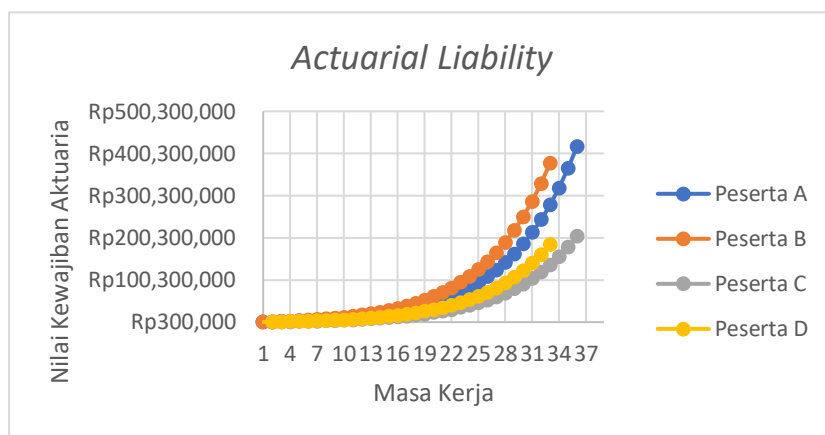 Actuarial Liability
Nilai Kewajiban Aktuaria
Rp500,300,000
Rp400,300,000
Rp300,300,000
Rp200,300,000
Rp100,300,000
Rp300,000
1 4 7 10 13 16 19 22 25 28 31 34 37
Masa Kerja
Peserta A
Peserta B
Peserta C
Peserta D